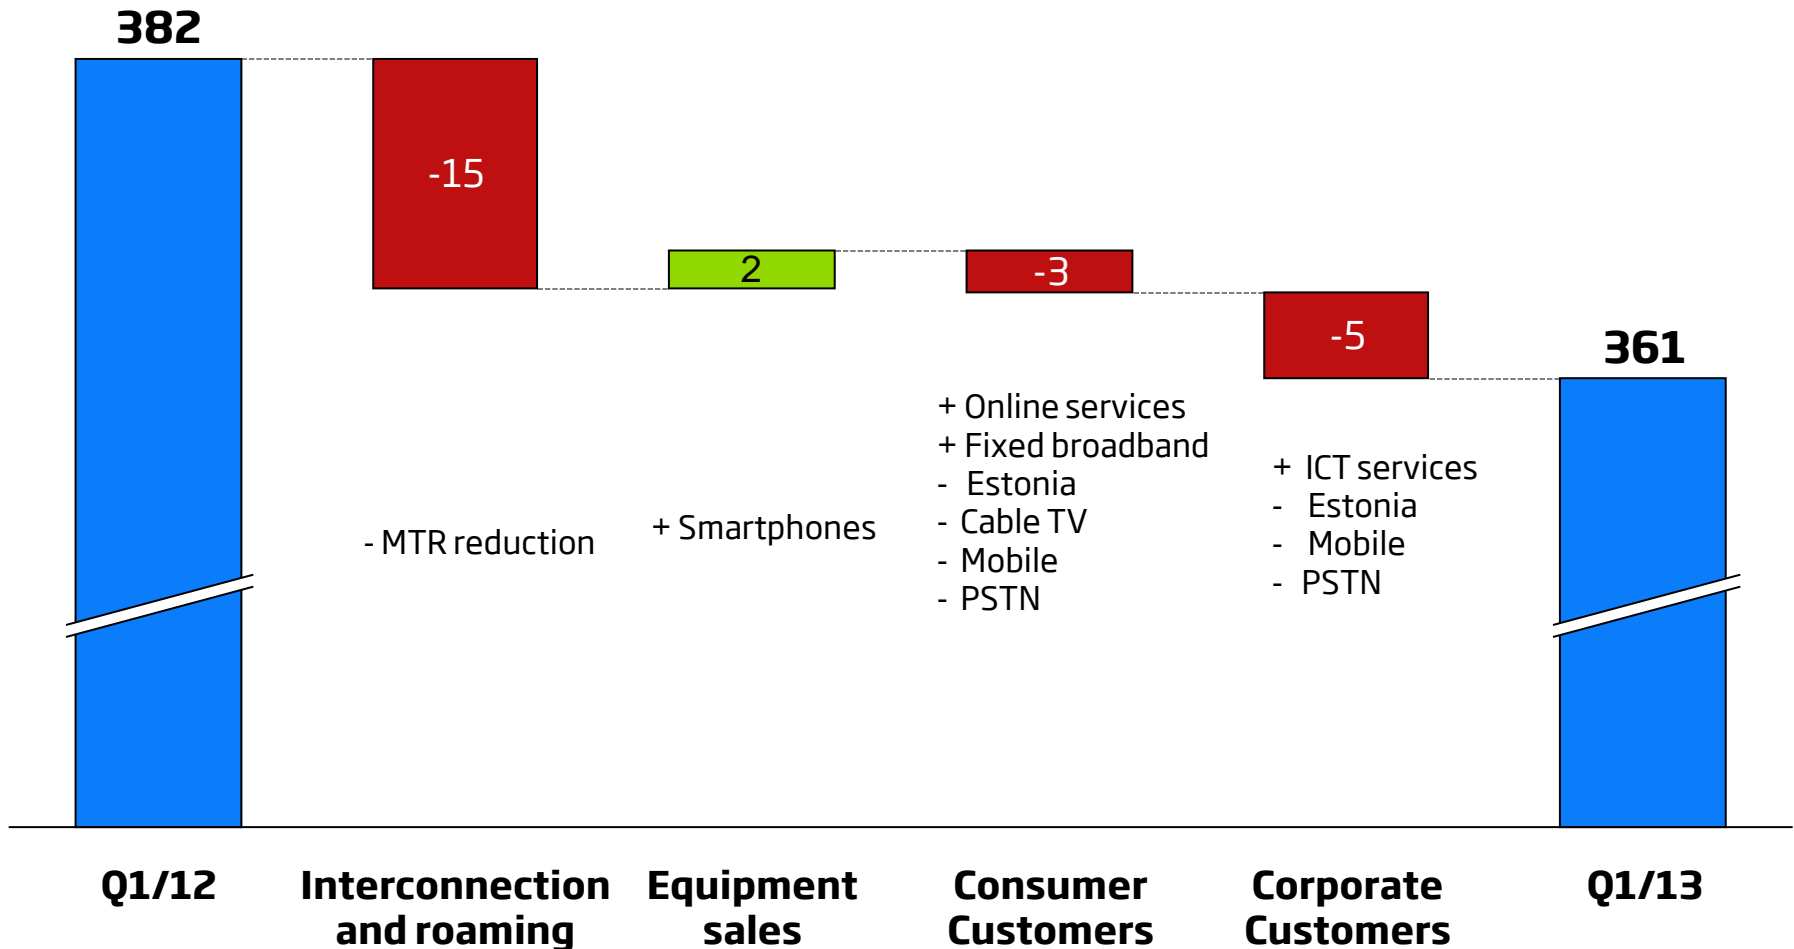 382
-15
2
-3
-5
361
- MTR reduction
+ Smartphones
+ Online services
+ Fixed broadband
- Estonia
- Cable TV
- Mobile
- PSTN
+ ICT services
- Estonia
- Mobile
- PSTN
Q1/12
Interconnection
and roaming
Equipment
sales
Consumer
Customers
Corporate
Customers
Q1/13